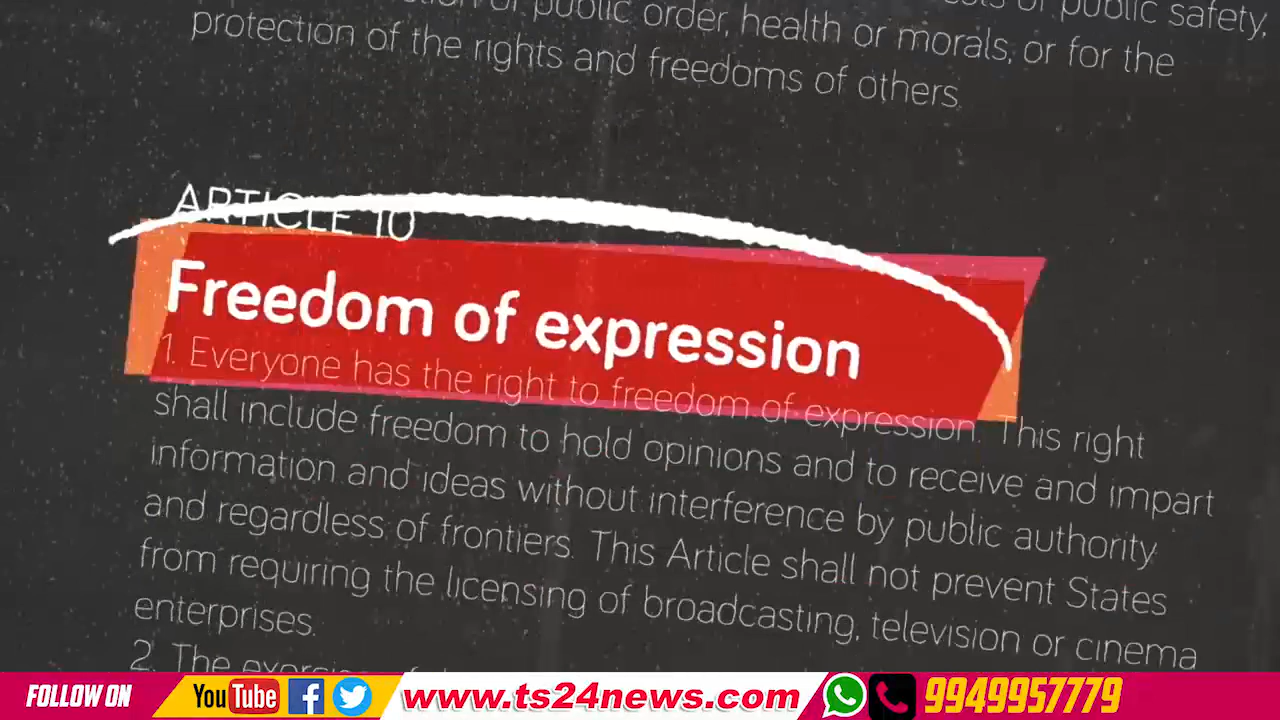 of public order, health or morals, or for the
of public safety,
protection of the rights and freedoms of others.
ARTICLE 10
Freedom of expression
1. Everyone has the right to freedom of expression. This right
shall include freedom to hold opinions and to receive and impart
information and ideas without interference by public authority
and regardless of frontiers. This Article shall not prevent States
from requiring the licensing of broadcasting, television or cinema
enterprises.
2. The
FOLLOW ON YouTube www.ts24news.com 9949957779